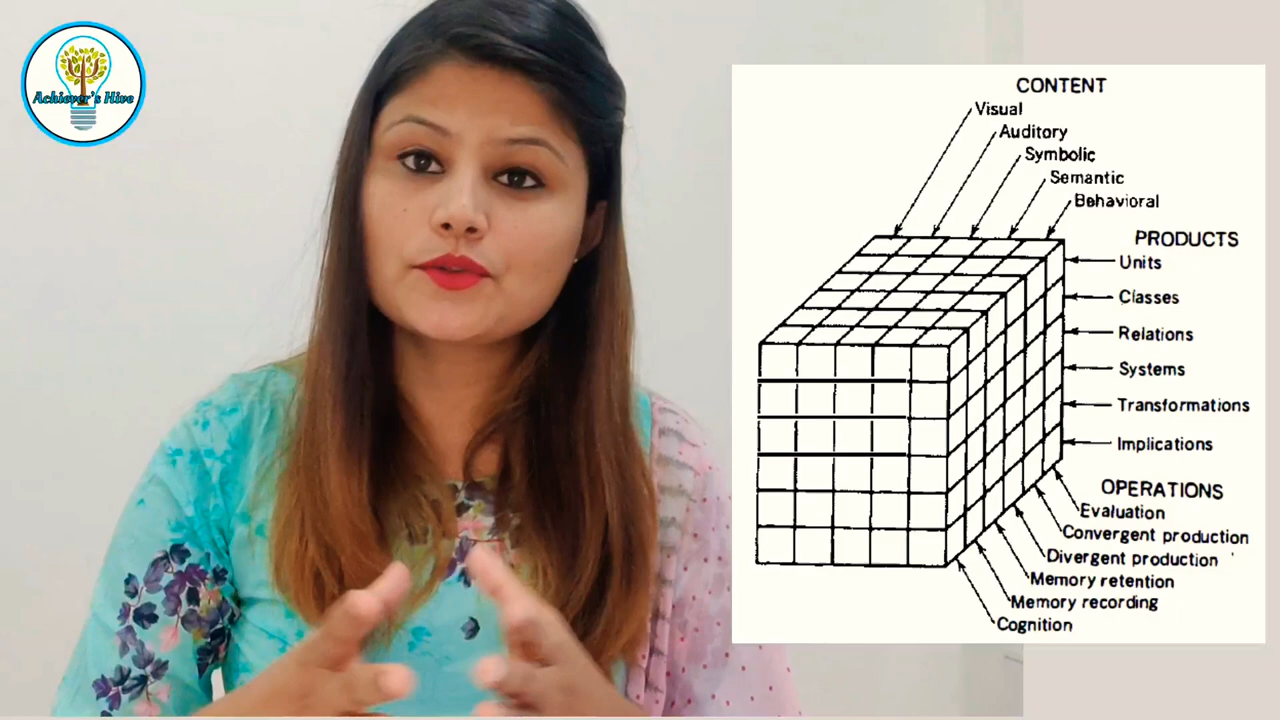 Achiever's Hive
CONTENT
Visual
Auditory
Symbolic
Semantic
Behavioral
PRODUCTS
Units
Classes
Relations
Systems
Transformations
Implications
OPERATIONS
Evaluation
Convergent production
Divergent production
Memory retention
Memory recording
Cognition